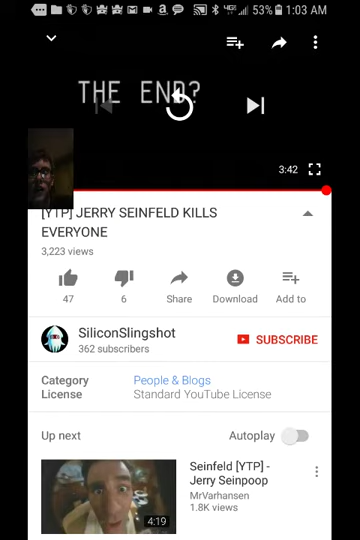 53% 1:03 AM
THE END?
3:42
[YTP] JERRY SEINFELD KILLS
EVERYONE
3,223 views
47
6
Share
Download
Add to
SiliconSlingshot
362 subscribers
SUBSCRIBE
Category
People & Blogs
License
Standard YouTube License
Up next
Autoplay
4:19
Seinfeld [YTP] -
Jerry Seinpoop
MrVarhansen
1.8K views